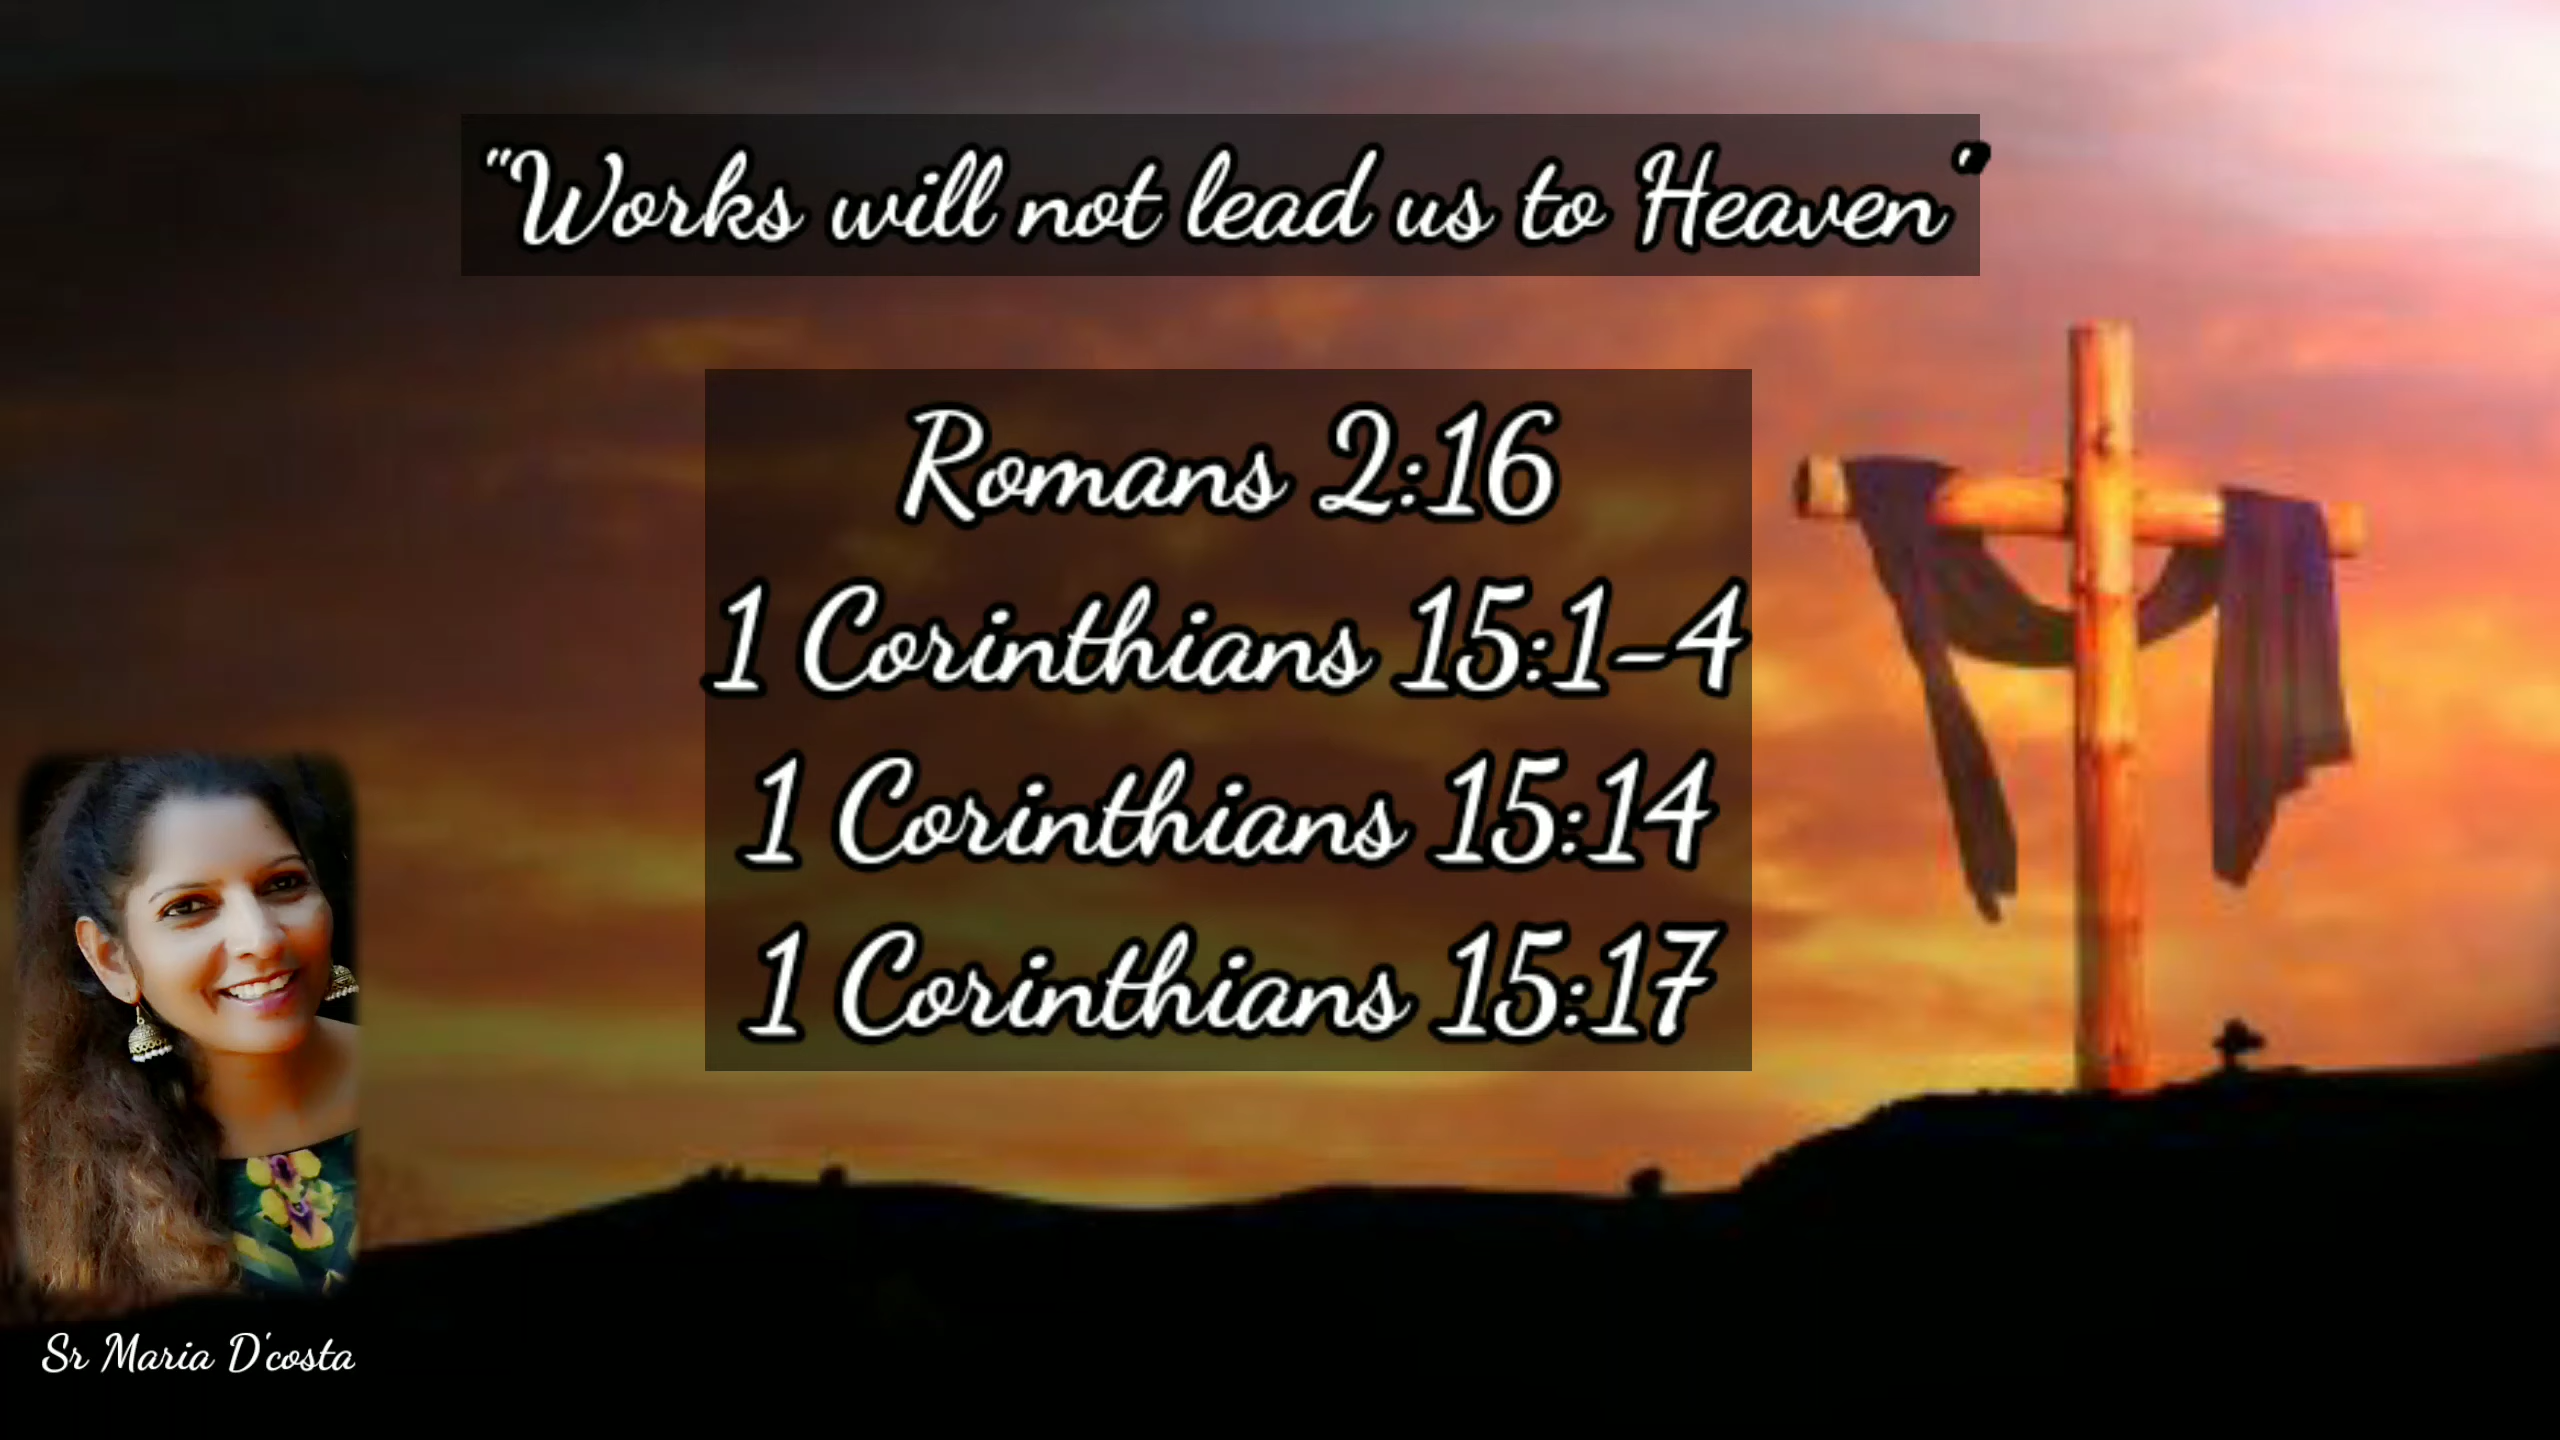 "Works will not lead us to Heaven"
Romans 2:16
1 Corinthians 15:1-4
1 Corinthians 15:14
1 Corinthians 15:17
Sr Maria D'costa